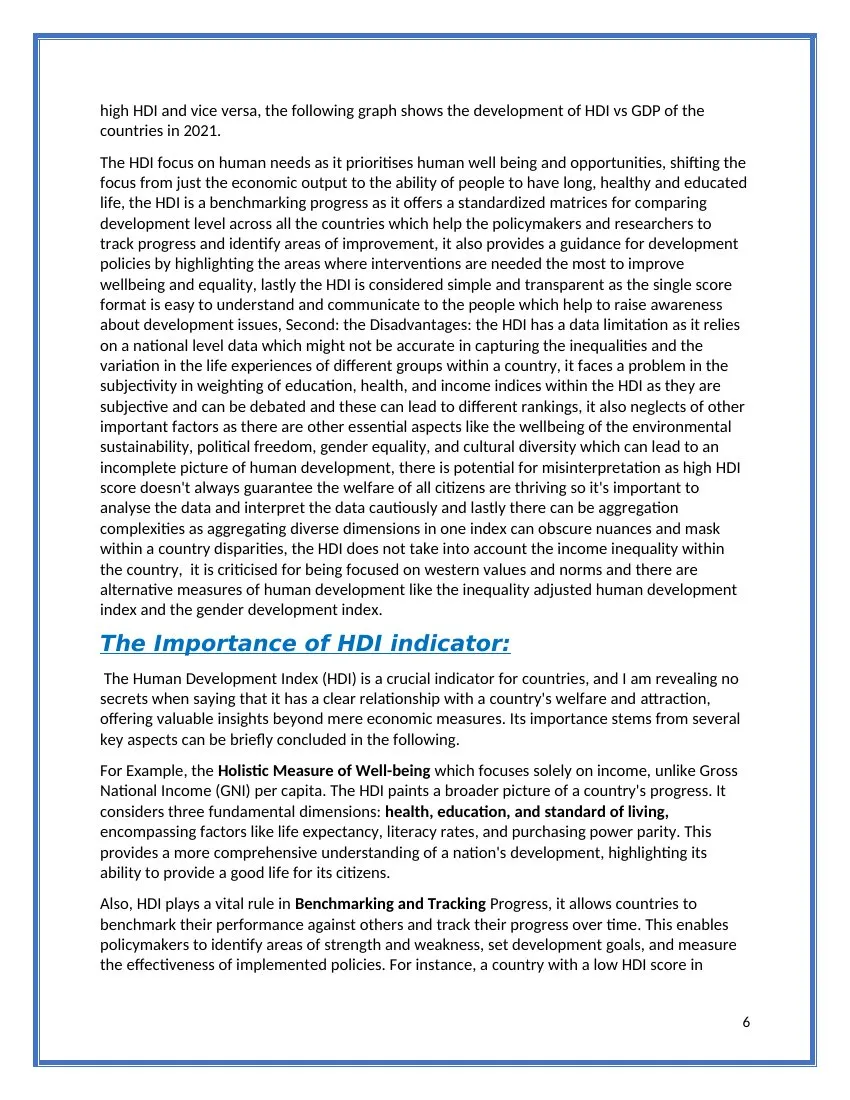 high HDI and vice versa, the following graph shows the development of HDI vs GDP of the
countries in 2021.
The HDI focus on human needs as it prioritises human well being and opportunities, shifting the
focus from just the economic output to the ability of people to have long, healthy and educated
life, the HDI is a benchmarking progress as it offers a standardized matrices for comparing
development level across all the countries which help the policymakers and researchers to
track progress and identify areas of improvement, it also provides a guidance for development
policies by highlighting the areas where interventions are needed the most to improve
wellbeing and equality, lastly the HDI is considered simple and transparent as the single score
format is easy to understand and communicate to the people which help to raise awareness
about development issues, Second: the Disadvantages: the HDI has a data limitation as it relies
on a national level data which might not be accurate in capturing the inequalities and the
variation in the life experiences of different groups within a country, it faces a problem in the
subjectivity in weighting of education, health, and income indices within the HDI as they are
subjective and can be debated and these can lead to different rankings, it also neglects of other
important factors as there are other essential aspects like the wellbeing of the environmental
sustainability, political freedom, gender equality, and cultural diversity which can lead to an
incomplete picture of human development, there is potential for misinterpretation as high HDI
score doesn't always guarantee the welfare of all citizens are thriving so it's important to
analyse the data and interpret the data cautiously and lastly there can be aggregation
complexities as aggregating diverse dimensions in one index can obscure nuances and mask
within a country disparities, the HDI does not take into account the income inequality within
the country,  it is criticised for being focused on western values and norms and there are
alternative measures of human development like the inequality adjusted human development
index and the gender development index.
The Importance of HDI indicator:
The Human Development Index (HDI) is a crucial indicator for countries, and I am revealing no
secrets when saying that it has a clear relationship with a country's welfare and attraction,
offering valuable insights beyond mere economic measures. Its importance stems from several
key aspects can be briefly concluded in the following.
For Example, the Holistic Measure of Well-being which focuses solely on income, unlike Gross
National Income (GNI) per capita. The HDI paints a broader picture of a country's progress. It
considers three fundamental dimensions: health, education, and standard of living,
encompassing factors like life expectancy, literacy rates, and purchasing power parity. This
provides a more comprehensive understanding of a nation's development, highlighting its
ability to provide a good life for its citizens.
Also, HDI plays a vital rule in Benchmarking and Tracking Progress, it allows countries to
benchmark their performance against others and track their progress over time. This enables
policymakers to identify areas of strength and weakness, set development goals, and measure
the effectiveness of implemented policies. For instance, a country with a low HDI score in
6